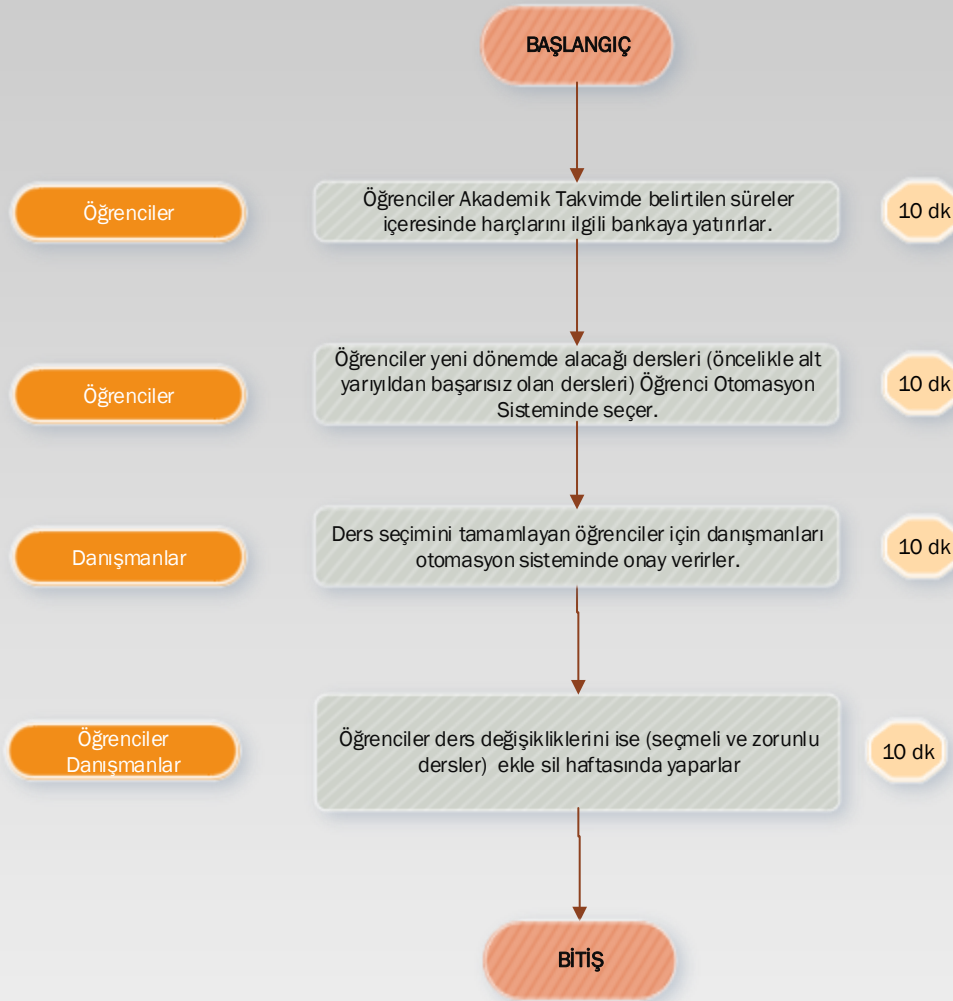 BAŞLANGIÇ
Öğrenciler
Öğrenciler Akademik Takvimde belirtilen süreler
içeresinde harçlarını ilgili bankaya yatırırlar.
10 dk
Öğrenciler
Öğrenciler yeni dönemde alacağı dersleri (öncelikle alt
yarıyıldan başarısız olan dersleri) Öğrenci Otomasyon
Sisteminde seçer.
10 dk
Danışmanlar
Ders seçimini tamamlayan öğrenciler için danışmanları
otomasyon sisteminde onay verirler.
10 dk
Öğrenciler
Danışmanlar
Öğrenciler ders değişikliklerini ise (seçmeli ve zorunlu
dersler) ekle sil haftasında yaparlar
10 dk
BİTİŞ